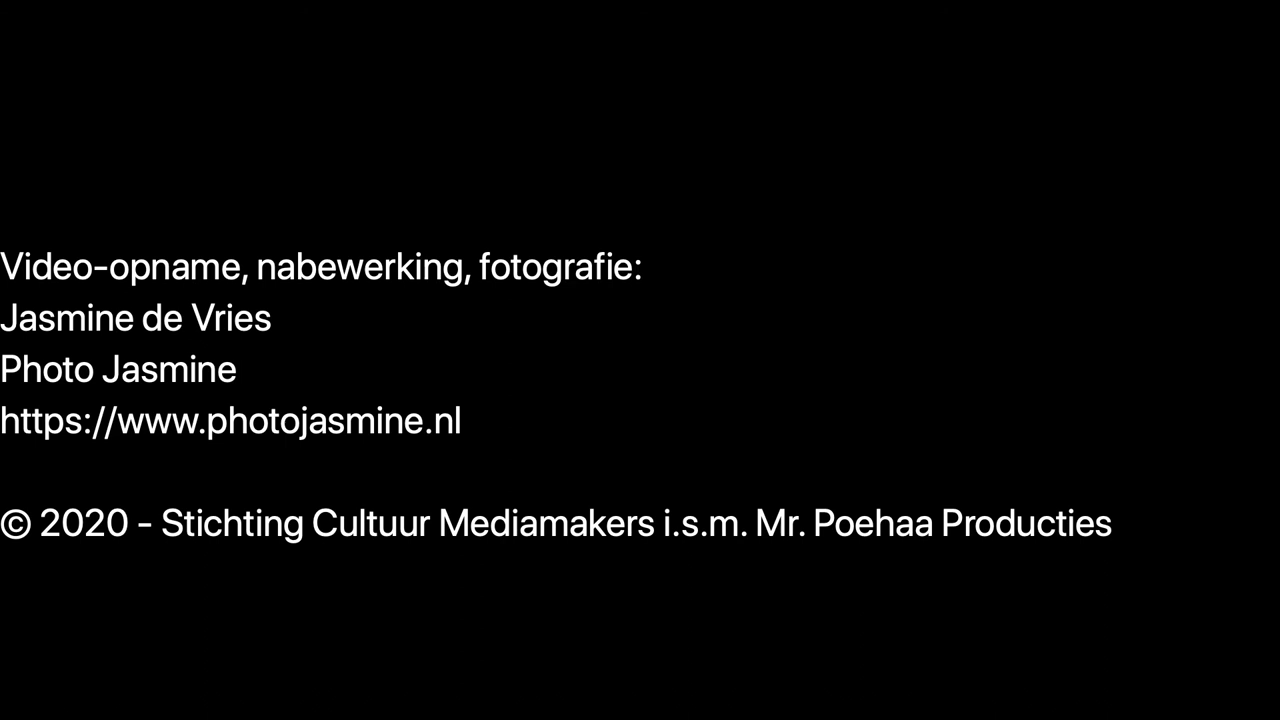 Video-opname, nabewerking, fotografie:
Jasmine de Vries
Photo Jasmine
https://www.photojasmine.nl
© 2020 - Stichting Cultuur Mediamakers i.s.m. Mr. Poehaa Producties